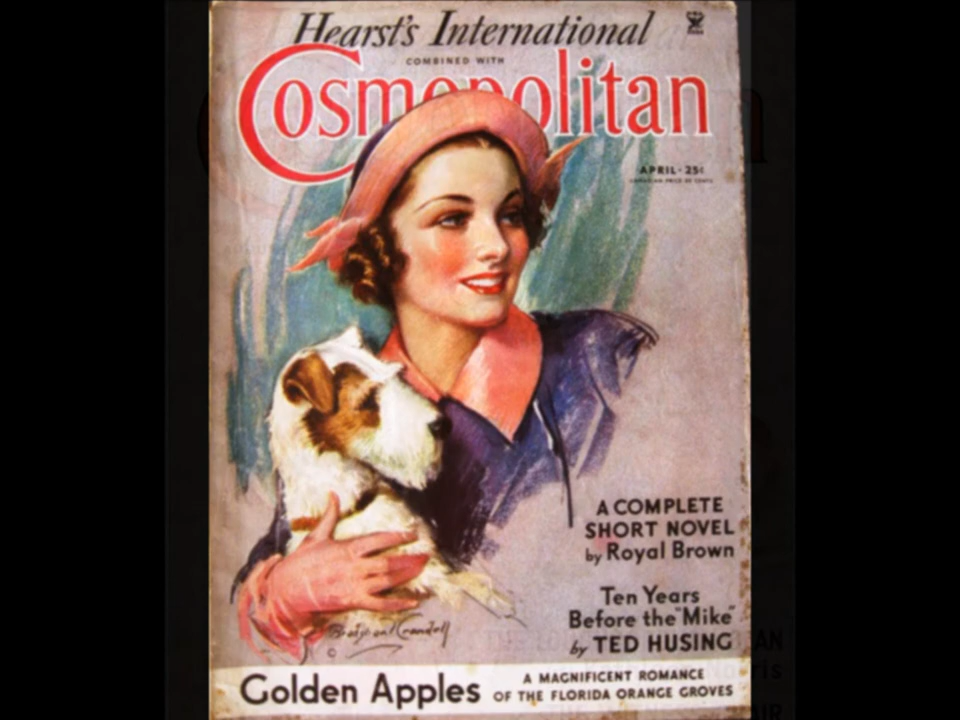 Hearst's International
COMBINED WITH
Cosmopolitan
APRIL · 25¢
A COMPLETE
SHORT NOVEL
by Royal Brown
Ten Years
Before the "Mike"
by TED HUSING
©
Golden Apples
A MAGNIFICENT ROMANCE
OF THE FLORIDA ORANGE GROVES